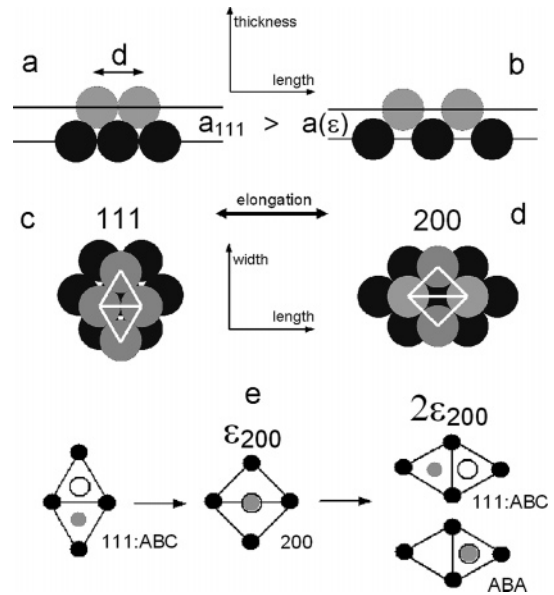 thickness
a
d
b
length
a111 > a(ε)
elongation
c
111
200
d
width
length
e
ε200
2ε200
111:ABC
200
111:ABC
ABA